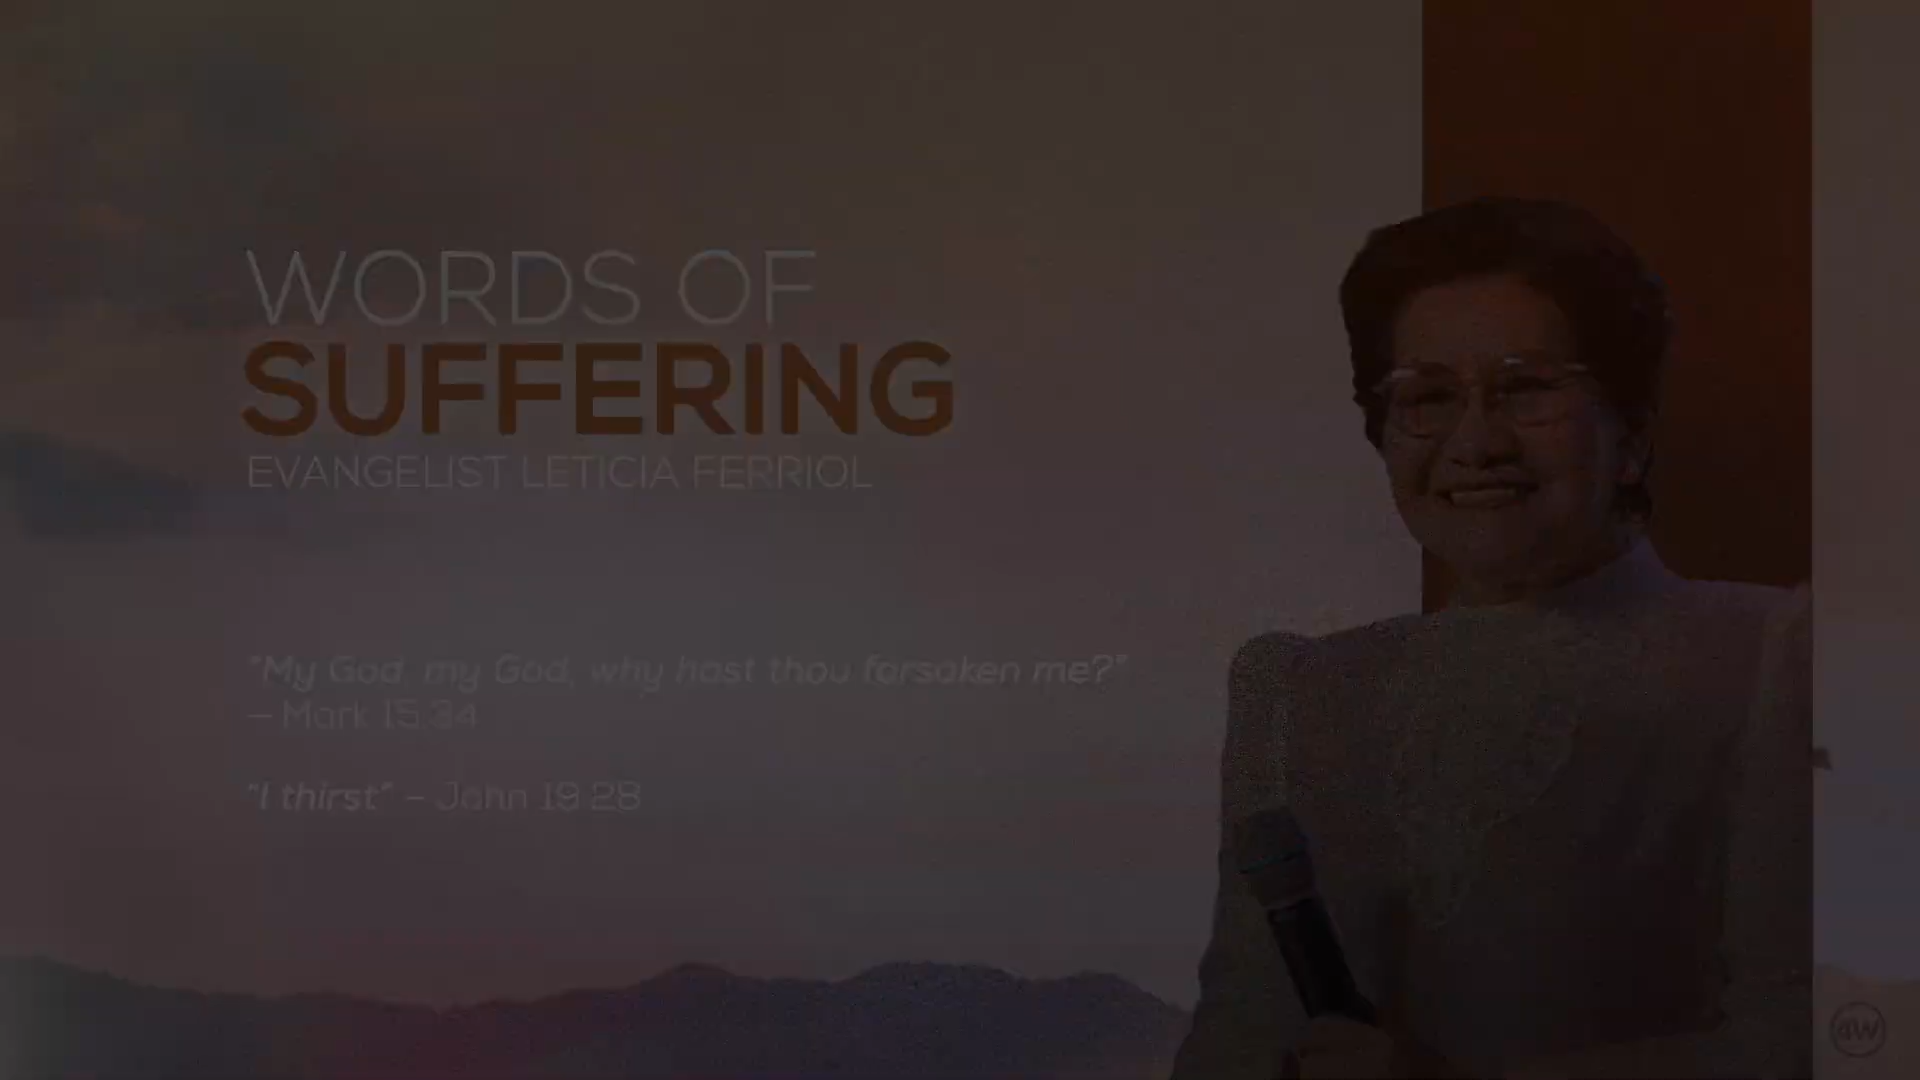 WORDS OF
SUFFERING
EVANGELIST LETICIA FERRIOL
"My God, my God, why hast thou forsaken me?"
– Mark 15:34
"I thirst" – John 19:28